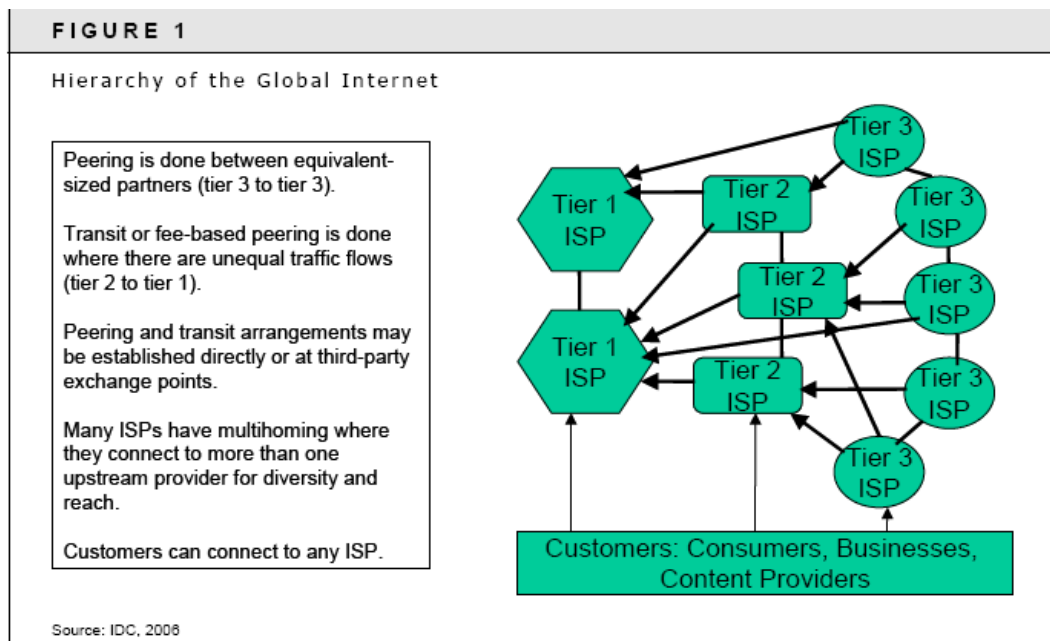 FIGURE 1
Hierarchy of the Global Internet
Peering is done between equivalent-
sized partners (tier 3 to tier 3).
Transit or fee-based peering is done
where there are unequal traffic flows
(tier 2 to tier 1).
Peering and transit arrangements may
be established directly or at third-party
exchange points.
Many ISPs have multihoming where
they connect to more than one
upstream provider for diversity and
reach.
Customers can connect to any ISP.
Tier 3
ISP
Tier 1
ISP
Tier 2
ISP
Tier 3
ISP
Tier 2
ISP
Tier 3
ISP
Tier 1
ISP
Tier 2
ISP
Tier 3
ISP
Tier 3
ISP
Customers: Consumers, Businesses,
Content Providers
Source: IDC, 2006